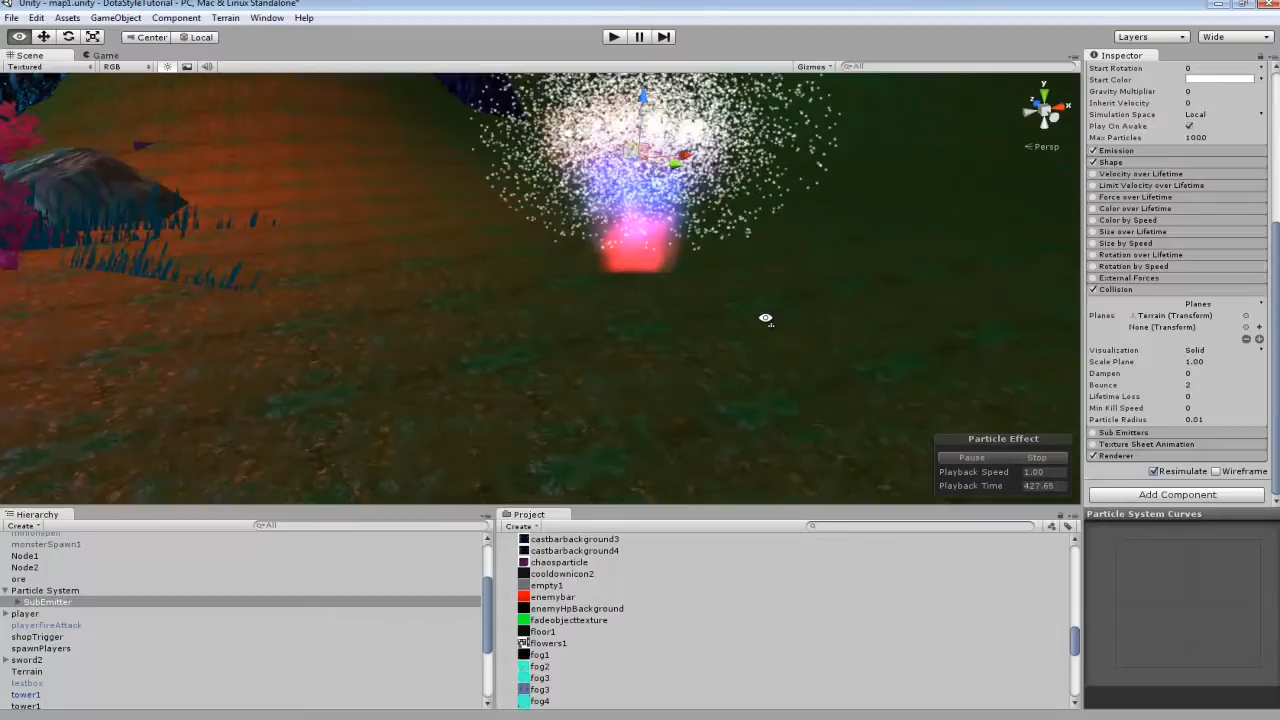 Unity - map1.unity - DotaStyleTutorial - PC, Mac & Linux Standalone*
File Edit Assets GameObject Component Terrain Window Help
Center Local Layers Wide
Scene Game Inspector
Textured RGB Gizmos All
Start Rotation 0
Start Color
Gravity Multiplier 0
Inherit Velocity 0
Simulation Space Local
Play On Awake
Max Particles 1000
y
x
z
Persp
Emission
Shape
Velocity over Lifetime
Limit Velocity over Lifetime
Force over Lifetime
Color over Lifetime
Color by Speed
Size over Lifetime
Size by Speed
Rotation over Lifetime
Rotation by Speed
External Forces
Collision
Planes
Planes Terrain (Transform)
None (Transform)
Visualization Solid
Scale Plane 1.00
Dampen 0
Bounce 2
Lifetime Loss 0
Min Kill Speed 0
Particle Radius 0.01
Sub Emitters
Texture Sheet Animation
Renderer
Resimulate Wireframe
Add Component
Particle System Curves
Particle Effect
Pause Stop
Playback Speed 1.00
Playback Time 427.65
Hierarchy
Create All
monsterSpawn1
Node1
Node2
ore
Particle System
SubEmitter
player
playerFireAttack
shopTrigger
spawnPlayers
sword2
Terrain
testbox
tower1
tower1
Project
Create
castbarbackground3
castbarbackground4
chaosparticle
cooldownicon2
empty1
enemybar
enemyHpBackground
fadeobjecttexture
floor1
flowers1
fog1
fog2
fog3
fog3
fog4